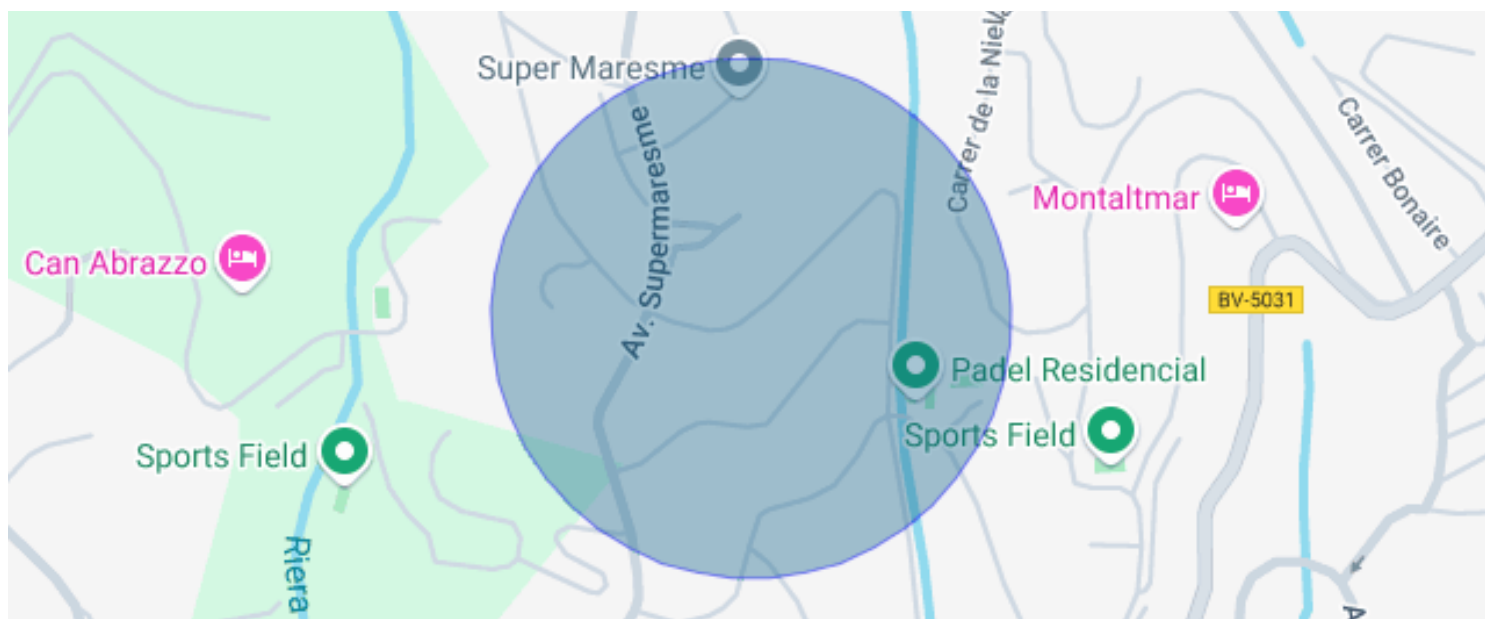 Super Maresme
Av. Supermaresme
Carrer de la Nieva
Carrer Bonaire
Montaltmar
Can Abrazzo
BV-5031
Padel Residencial
Sports Field
Sports Field
Riera
A